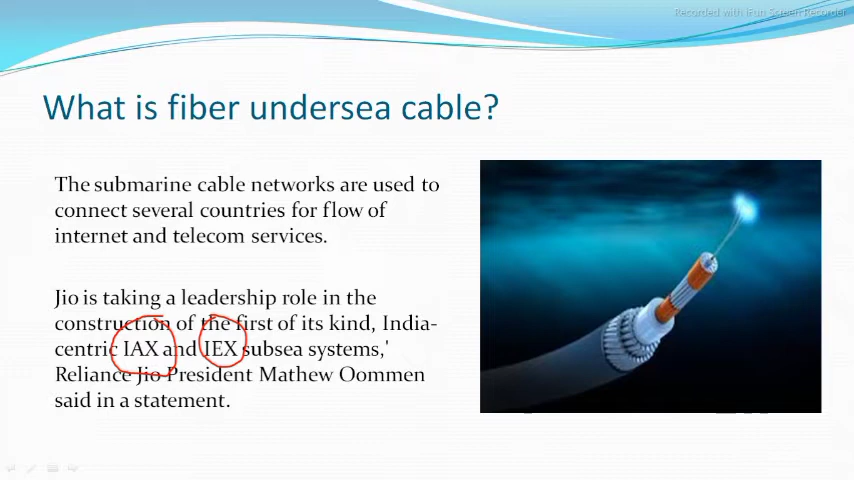 Recorded with iFun Screen Recorder
What is fiber undersea cable?
The submarine cable networks are used to
connect several countries for flow of
internet and telecom services.
Jio is taking a leadership role in the
construction of the first of its kind, India-
centric IAX and IEX subsea systems,'
Reliance Jio President Mathew Oommen
said in a statement.